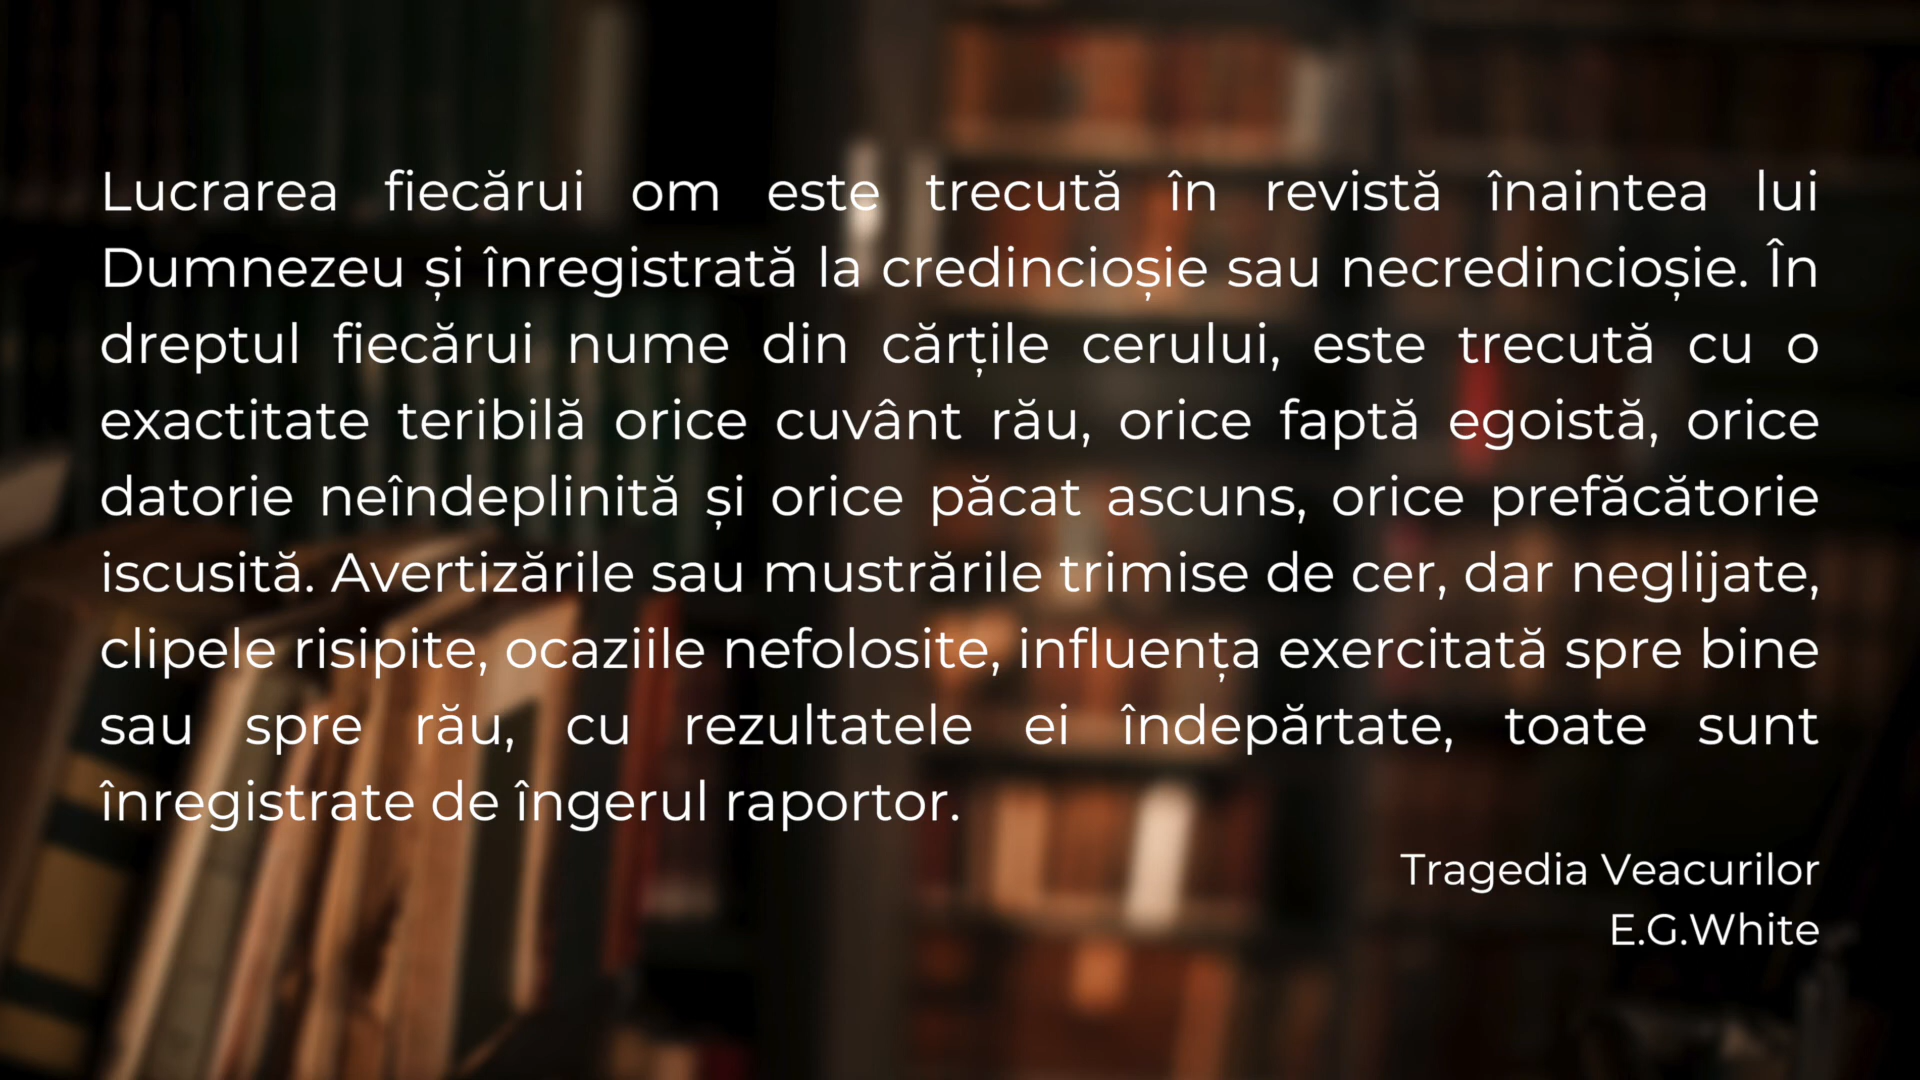 Lucrarea fiecărui om este trecută în revistă înaintea lui
Dumnezeu și înregistrată la credincioșie sau necredincioșie. În
dreptul fiecărui nume din cărțile cerului, este trecută cu o
exactitate teribilă orice cuvânt rău, orice faptă egoistă, orice
datorie neîndeplinită și orice păcat ascuns, orice prefăcătorie
iscusită. Avertizările sau mustrările trimise de cer, dar neglijate,
clipele risipite, ocaziile nefolosite, influența exercitată spre bine
sau spre rău, cu rezultatele ei îndepărtate, toate sunt
înregistrate de îngerul raportor.
Tragedia Veacurilor
E.G.White